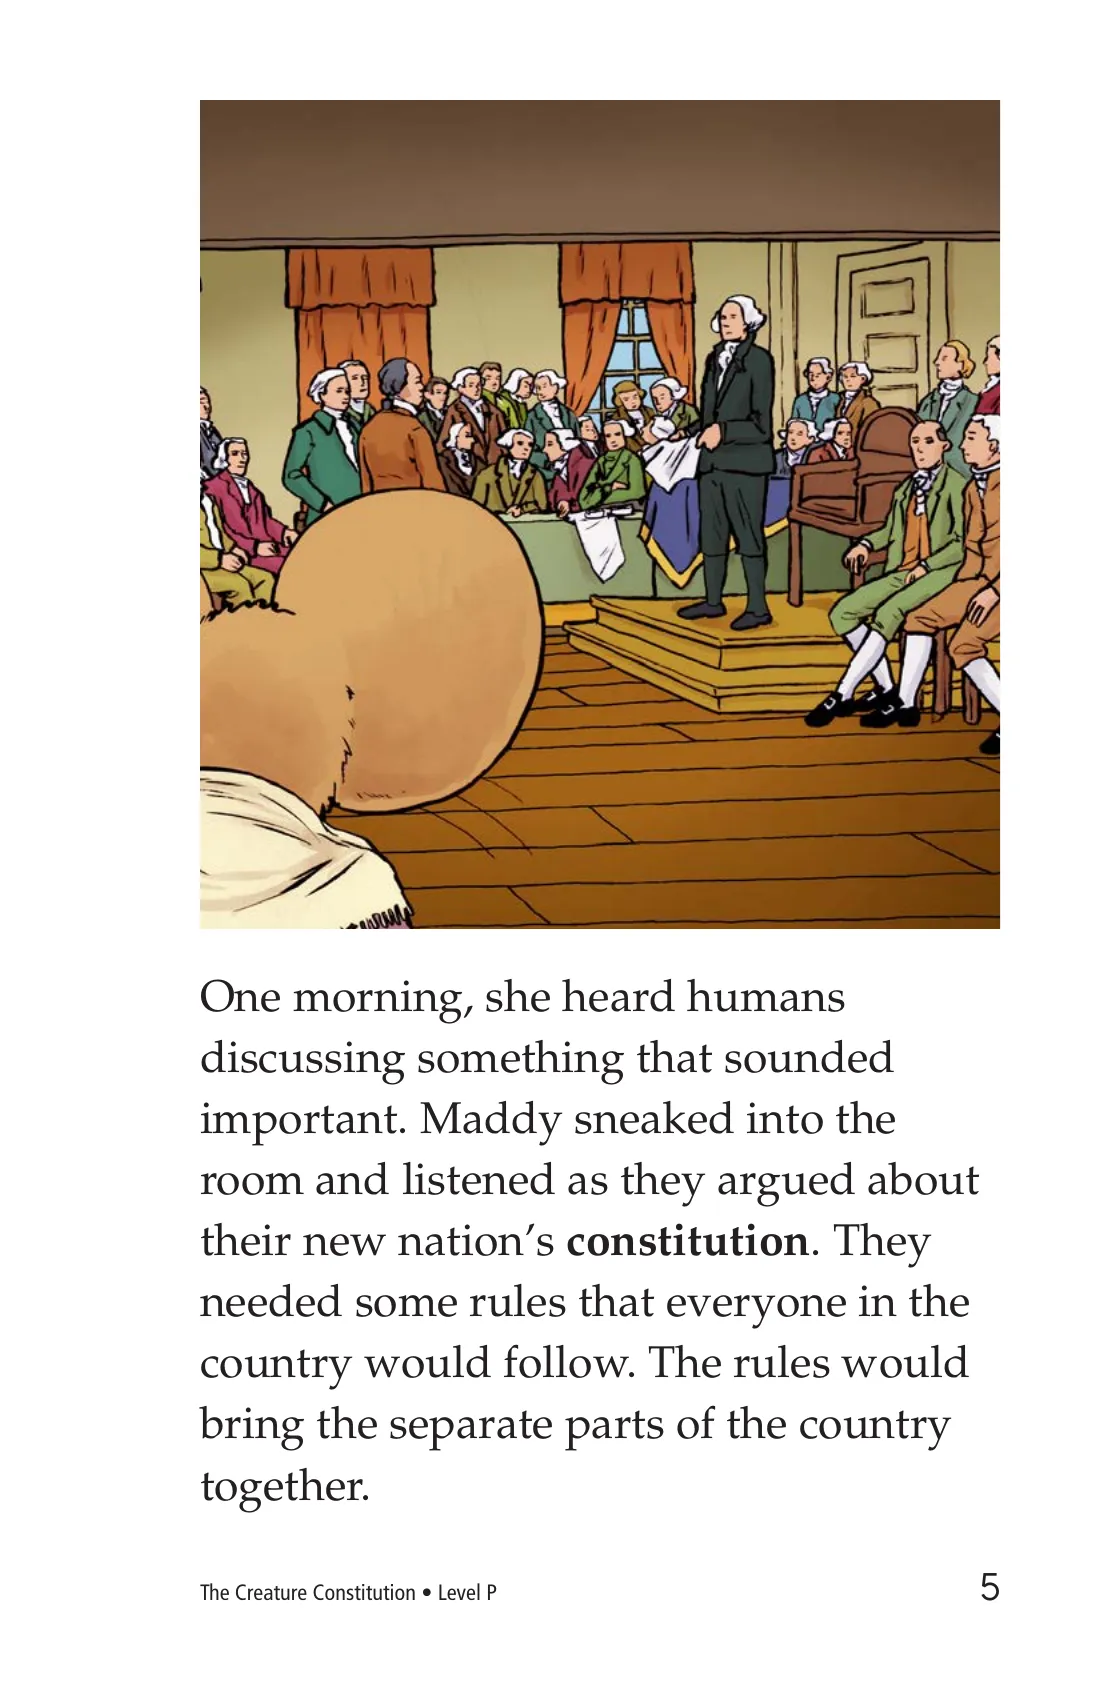 One morning, she heard humans
discussing something that sounded
important. Maddy sneaked into the
room and listened as they argued about
their new nation’s constitution. They
needed some rules that everyone in the
country would follow. The rules would
bring the separate parts of the country
together.
The Creature Constitution • Level P
5